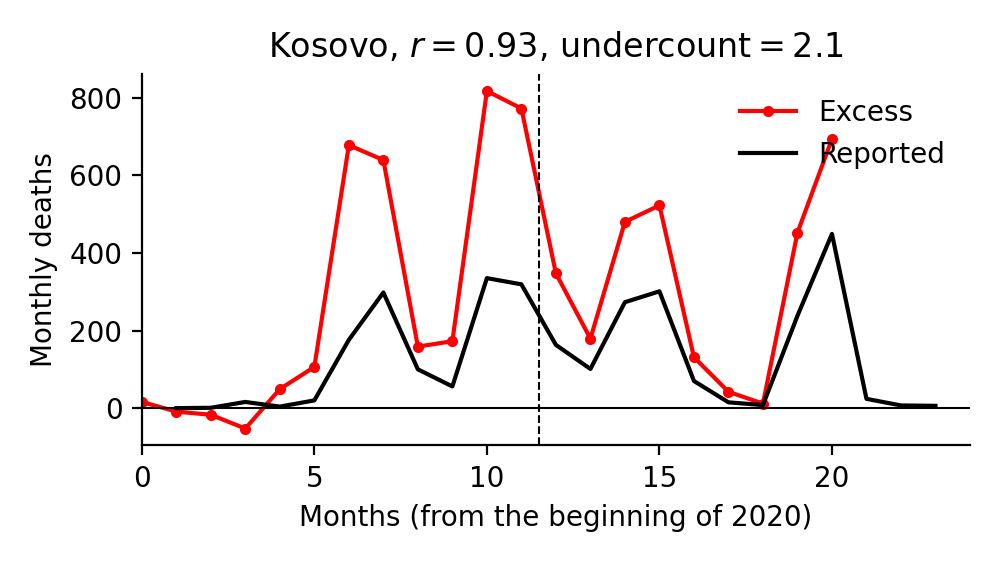 Kosovo, r = 0.93, undercount = 2.1
800
600
400
200
0
Monthly deaths
Excess
Reported
0 5 10 15 20
Months (from the beginning of 2020)